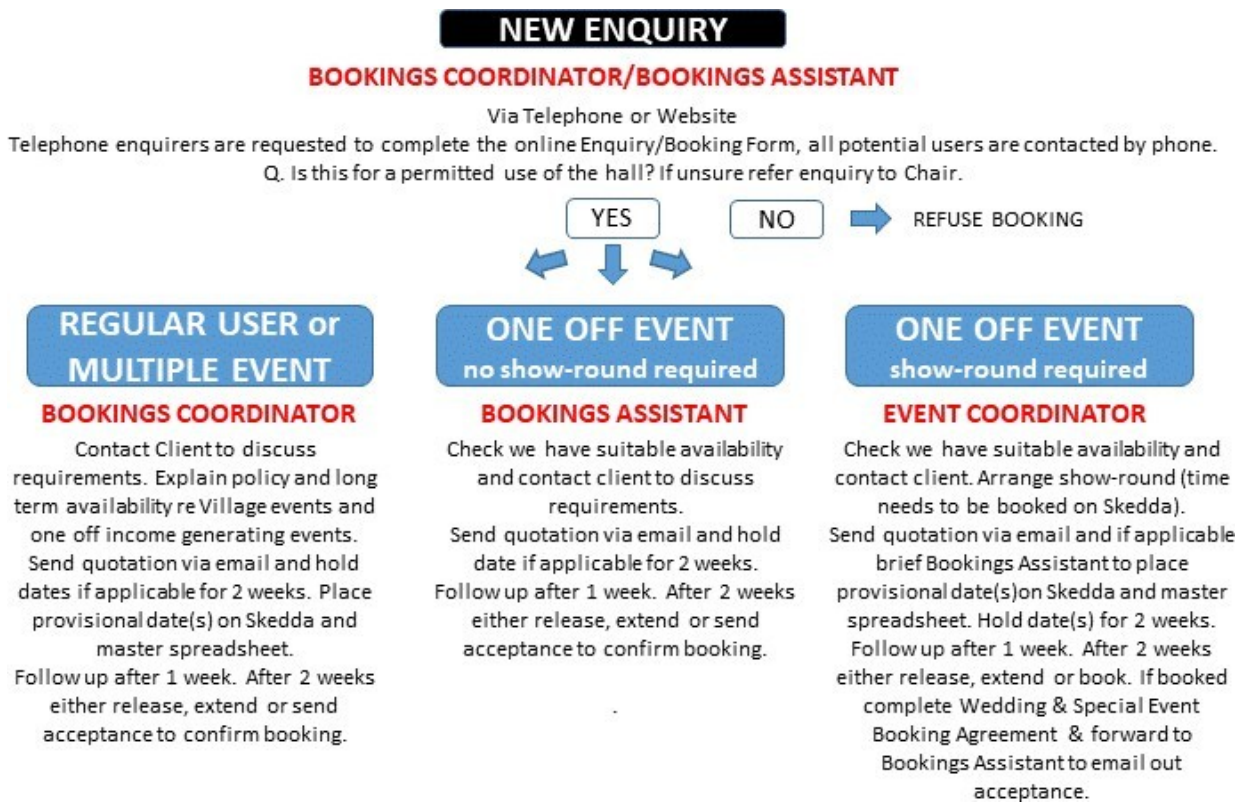 NEW ENQUIRY
BOOKINGS COORDINATOR/BOOKINGS ASSISTANT
Via Telephone or Website
Telephone enquirers are requested to complete the online Enquiry/Booking Form, all potential users are contacted by phone.
Q. Is this for a permitted use of the hall? If unsure refer enquiry to Chair.
YES
NO
REFUSE BOOKING
REGULAR USER or
MULTIPLE EVENT
BOOKINGS COORDINATOR
Contact Client to discuss
requirements. Explain policy and long
term availability re Village events and
one off income generating events.
Send quotation via email and hold
dates if applicable for 2 weeks. Place
provisional date(s) on Skedda and
master spreadsheet.
Follow up after 1 week. After 2 weeks
either release, extend or send
acceptance to confirm booking.
ONE OFF EVENT
no show-round required
BOOKINGS ASSISTANT
Check we have suitable availability
and contact client to discuss
requirements.
Send quotation via email and hold
date if applicable for 2 weeks.
Follow up after 1 week. After 2 weeks
either release, extend or send
acceptance to confirm booking.
.
ONE OFF EVENT
show-round required
EVENT COORDINATOR
Check we have suitable availability and
contact client. Arrange show-round (time
needs to be booked on Skedda).
Send quotation via email and if applicable
brief Bookings Assistant to place
provisional date(s)on Skedda and master
spreadsheet. Hold date(s) for 2 weeks.
Follow up after 1 week. After 2 weeks
either release, extend or book. If booked
complete Wedding & Special Event
Booking Agreement & forward to
Bookings Assistant to email out
acceptance.